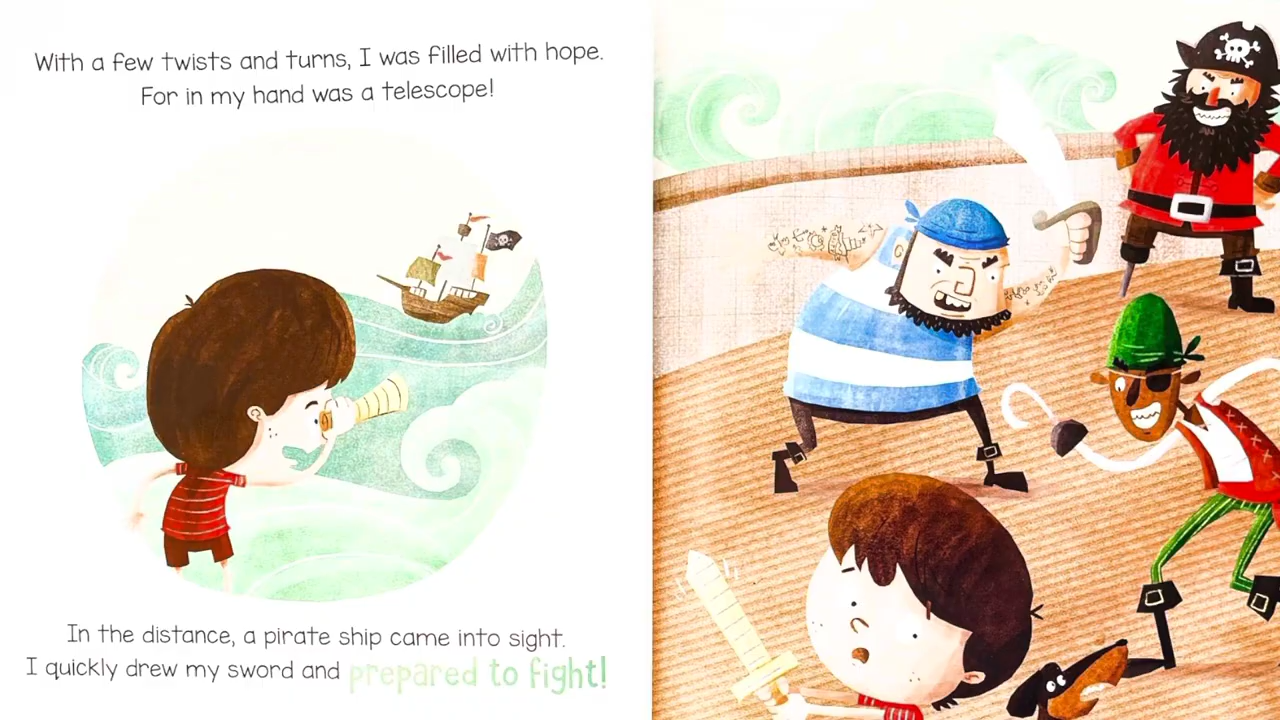 With a few twists and turns, I was filled with hope.
For in my hand was a telescope!
In the distance, a pirate ship came into sight.
I quickly drew my sword and prepared to fight!